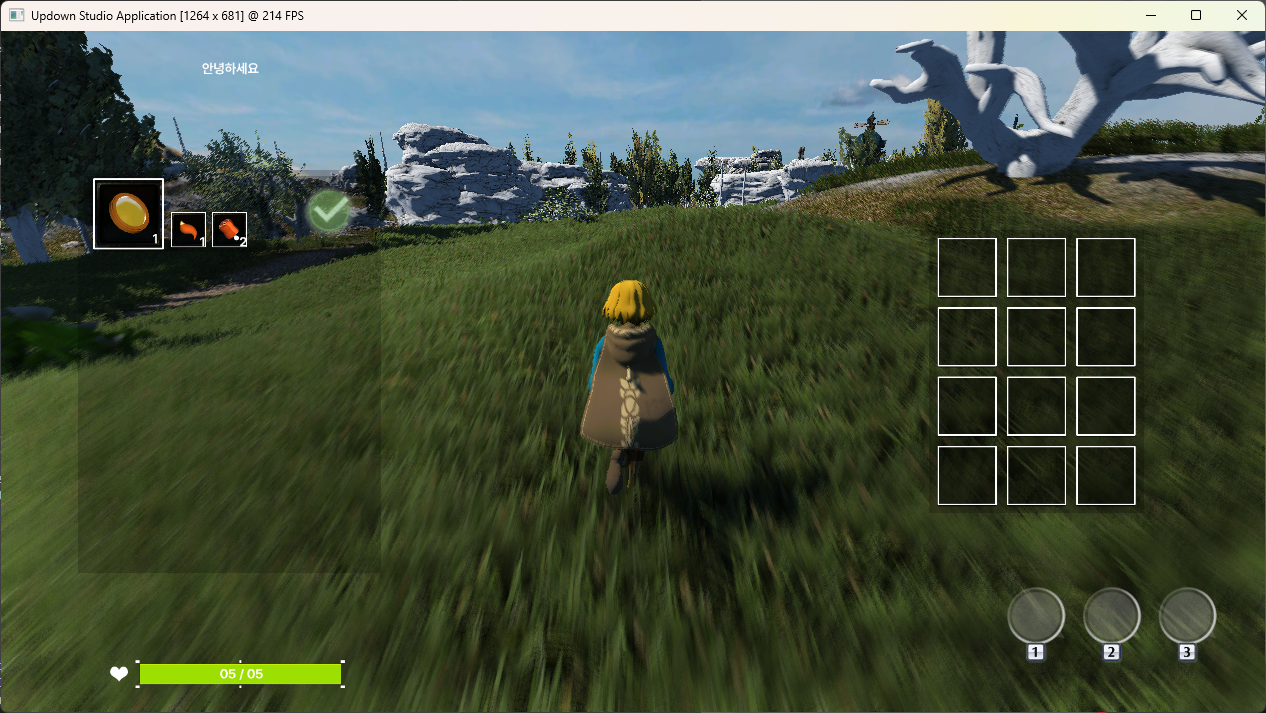 Updown Studio Application [1264 x 681] @ 214 FPS
안녕하세요
1
1
2
05 / 05
1
2
3